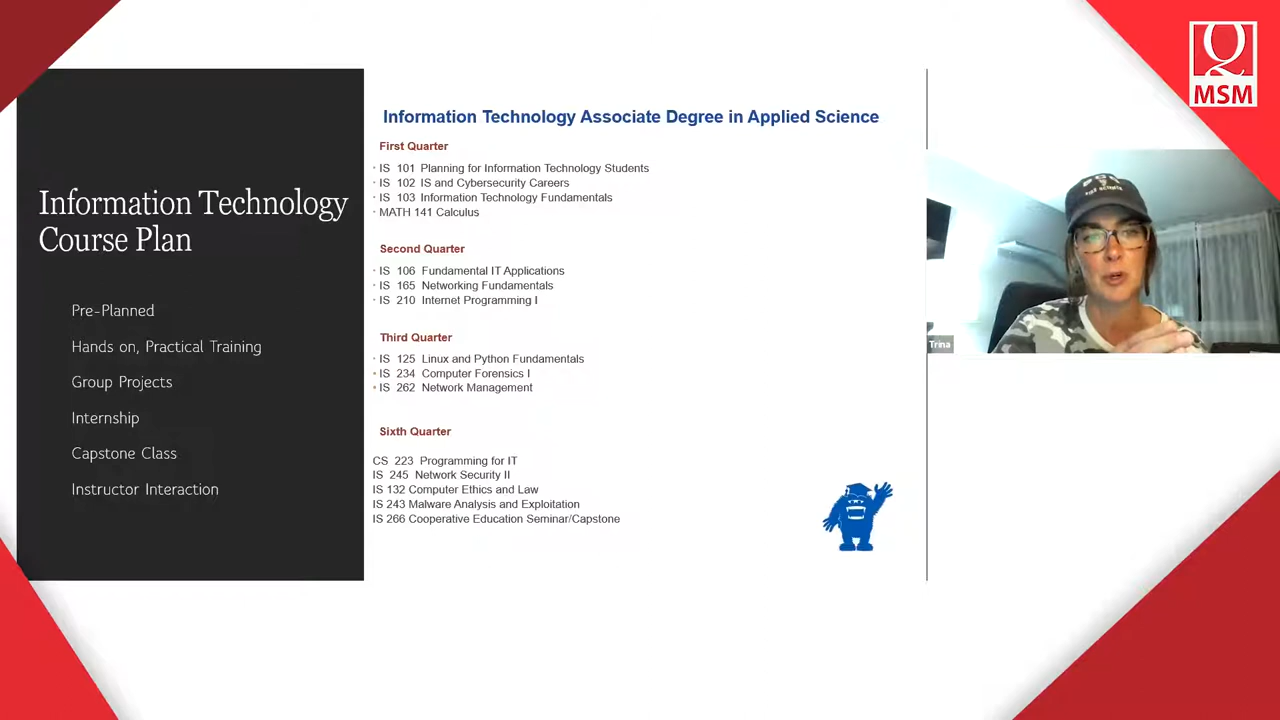 Q
MSM
Information Technology
Course Plan
Pre-Planned
Hands on, Practical Training
Group Projects
Internship
Capstone Class
Instructor Interaction
Information Technology Associate Degree in Applied Science
First Quarter
• IS 101 Planning for Information Technology Students
• IS 102 IS and Cybersecurity Careers
• IS 103 Information Technology Fundamentals
• MATH 141 Calculus
Second Quarter
• IS 106 Fundamental IT Applications
• IS 165 Networking Fundamentals
• IS 210 Internet Programming I
Third Quarter
• IS 125 Linux and Python Fundamentals
• IS 234 Computer Forensics I
• IS 262 Network Management
Sixth Quarter
CS 223 Programming for IT
IS 245 Network Security II
IS 132 Computer Ethics and Law
IS 243 Malware Analysis and Exploitation
IS 266 Cooperative Education Seminar/Capstone
Trina